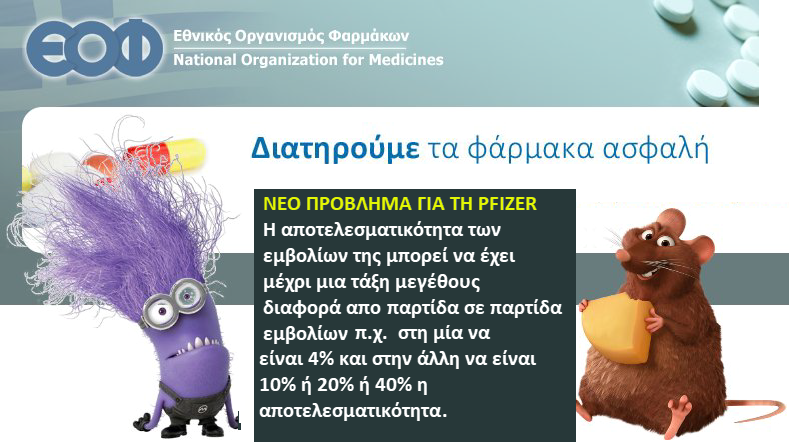 ΕΟΦ
Εθνικός Οργανισμός Φαρμάκων
National Organization for Medicines
Διατηρούμε τα φάρμακα ασφαλή
ΝΕΟ ΠΡΟΒΛΗΜΑ ΓΙΑ ΤΗ PFIZER
Η αποτελεσματικότητα των
εμβολίων της μπορεί να έχει
μέχρι μια τάξη μεγέθους
διαφορά απο παρτίδα σε παρτίδα
εμβολίων π.χ. στη μία να
είναι 4% και στην άλλη να είναι
10% ή 20% ή 40% η
αποτελεσματικότητα.